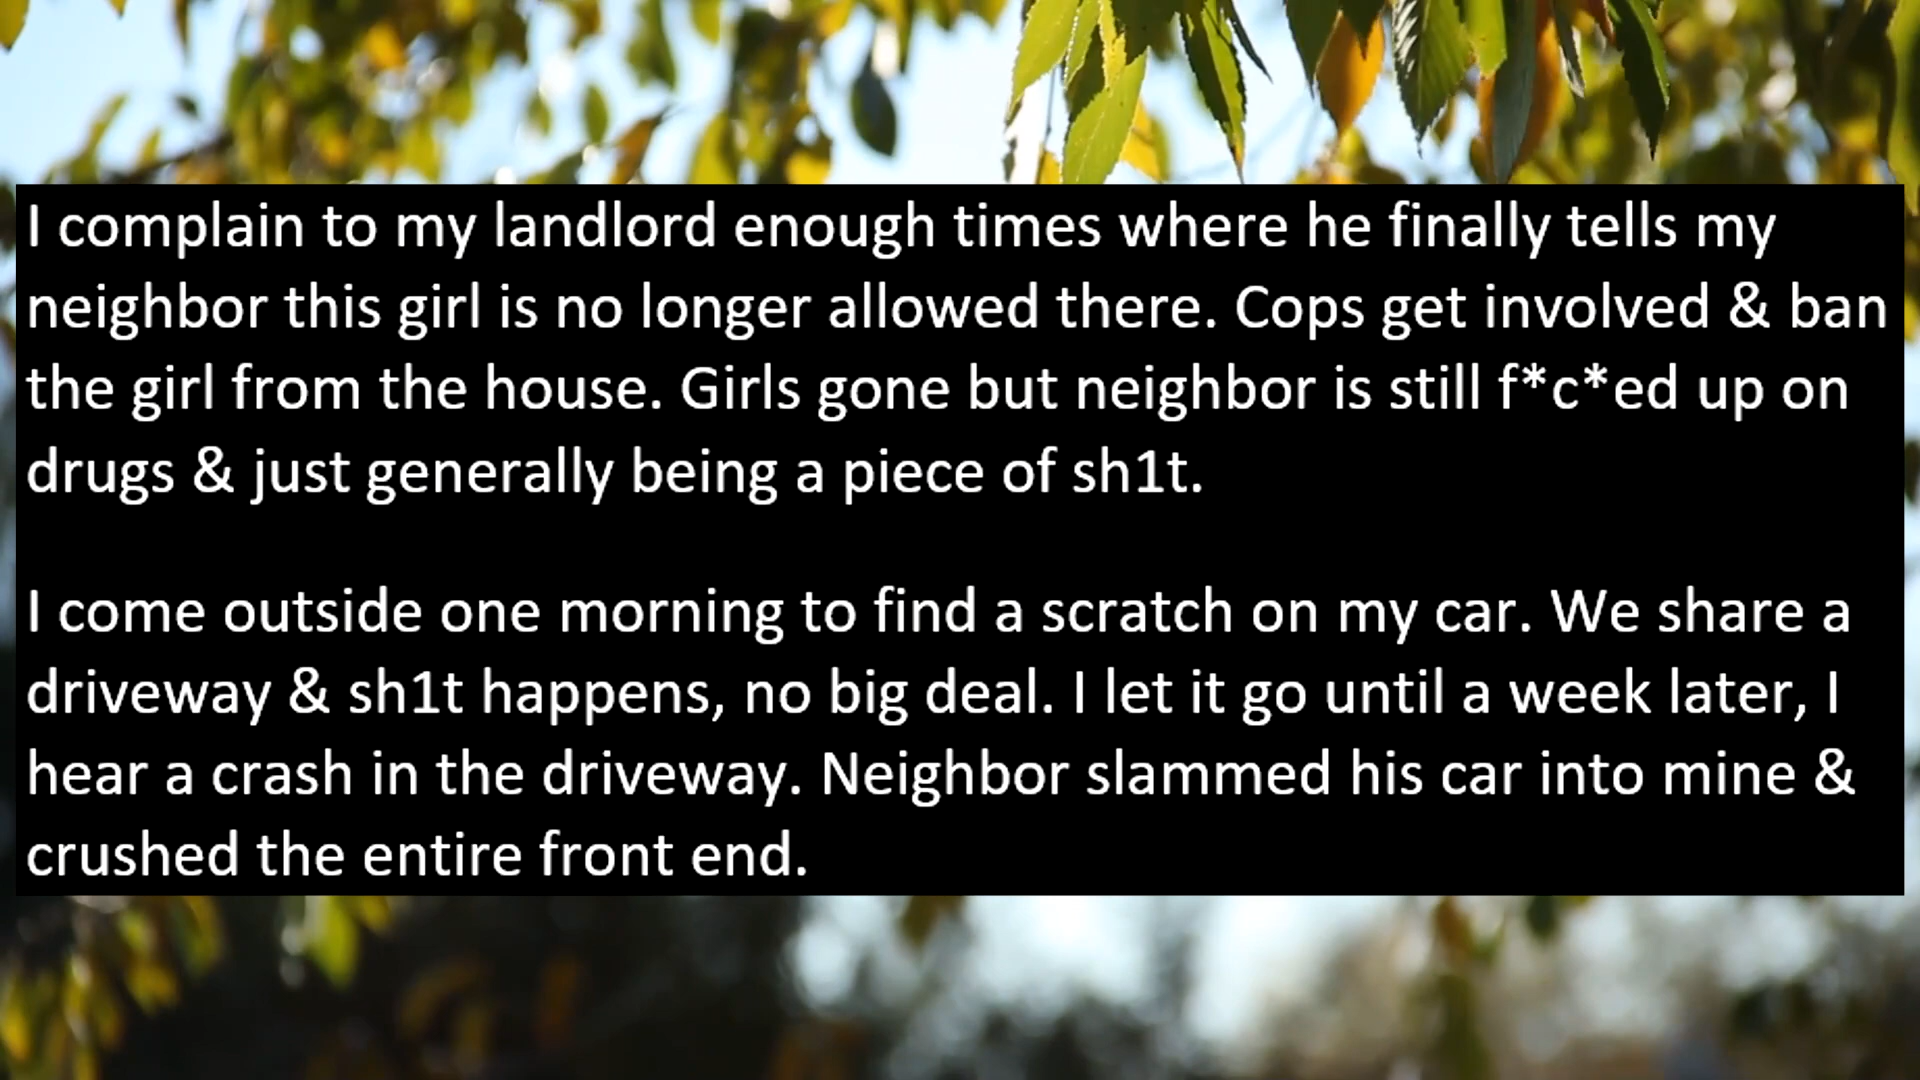 I complain to my landlord enough times where he finally tells my
neighbor this girl is no longer allowed there. Cops get involved & ban
the girl from the house. Girls gone but neighbor is still f*c*ed up on
drugs & just generally being a piece of sh1t.
I come outside one morning to find a scratch on my car. We share a
driveway & sh1t happens, no big deal. I let it go until a week later, I
hear a crash in the driveway. Neighbor slammed his car into mine &
crushed the entire front end.